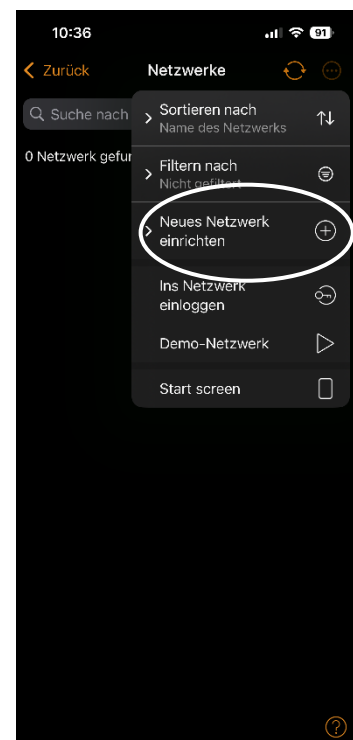 10:36
91
Zurück
Netzwerke
Suche nach
Sortieren nach
Name des Netzwerks
0 Netzwerk gefun
Filtern nach
Nicht gefiltert
Neues Netzwerk
einrichten
Ins Netzwerk
einloggen
Demo-Netzwerk
Start screen
?